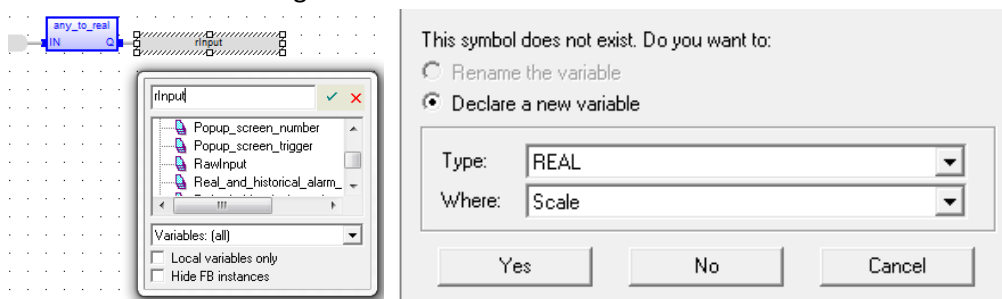 any_to_real
IN Q
rInput
rInput
Popup_screen_number
Popup_screen_trigger
RawInput
Real_and_historical_alarm_
Variables: (all)
Local variables only
Hide FB instances
This symbol does not exist. Do you want to:
Rename the variable
Declare a new variable
Type: REAL
Where: Scale
Yes No Cancel